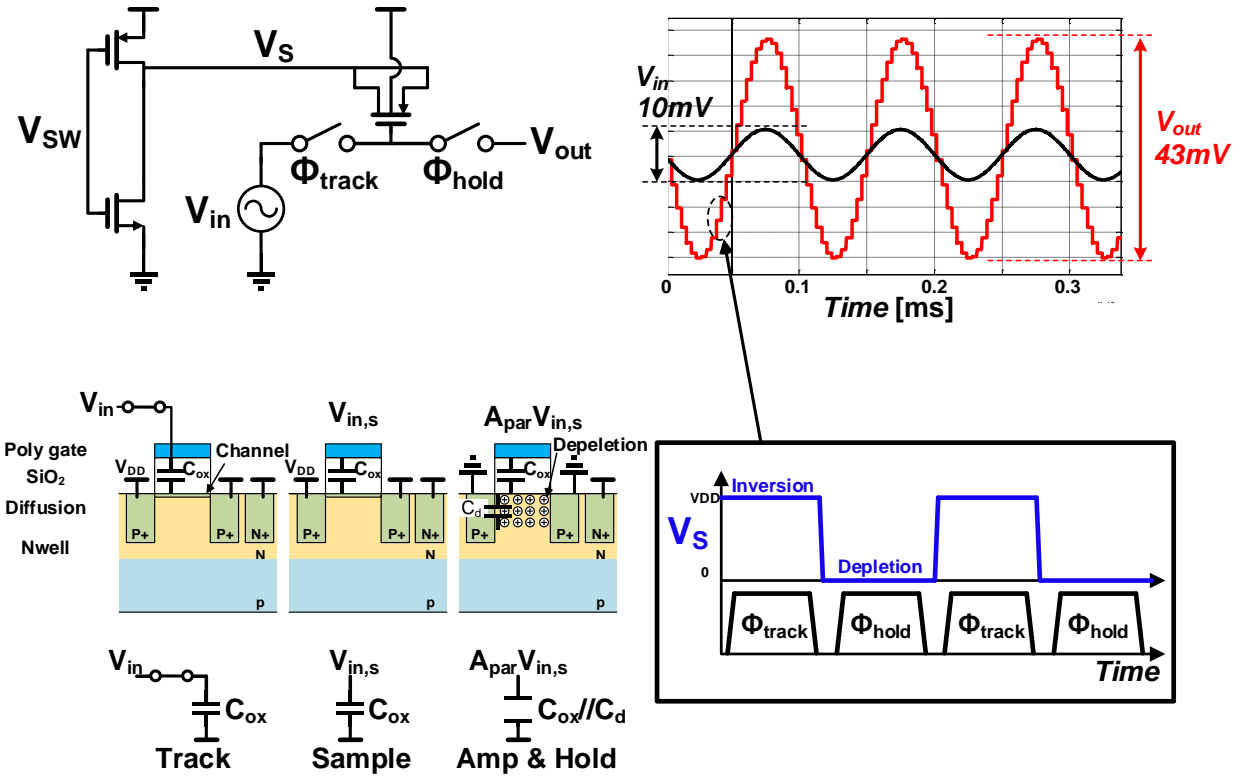 V_S
V_SW
Φ_track
Φ_hold
V_out
V_in
V_in
10mV
V_out
43mV
0
0.1
0.2
0.3
Time [ms]
V_in
V_in,s
A_par V_in,s
Poly gate
SiO₂
Diffusion
Nwell
Channel
Depeletion
V_DD
C_ox
P+
P+
N+
N
p
V_DD
C_ox
P+
P+
N+
N
p
C_ox
C_d
P+
P+
N+
N
p
V_in
C_ox
Track
V_in,s
C_ox
Sample
A_par V_in,s
C_ox//C_d
Amp & Hold
VDD
Inversion
V_S
Depletion
0
Φ_track
Φ_hold
Φ_track
Φ_hold
Time